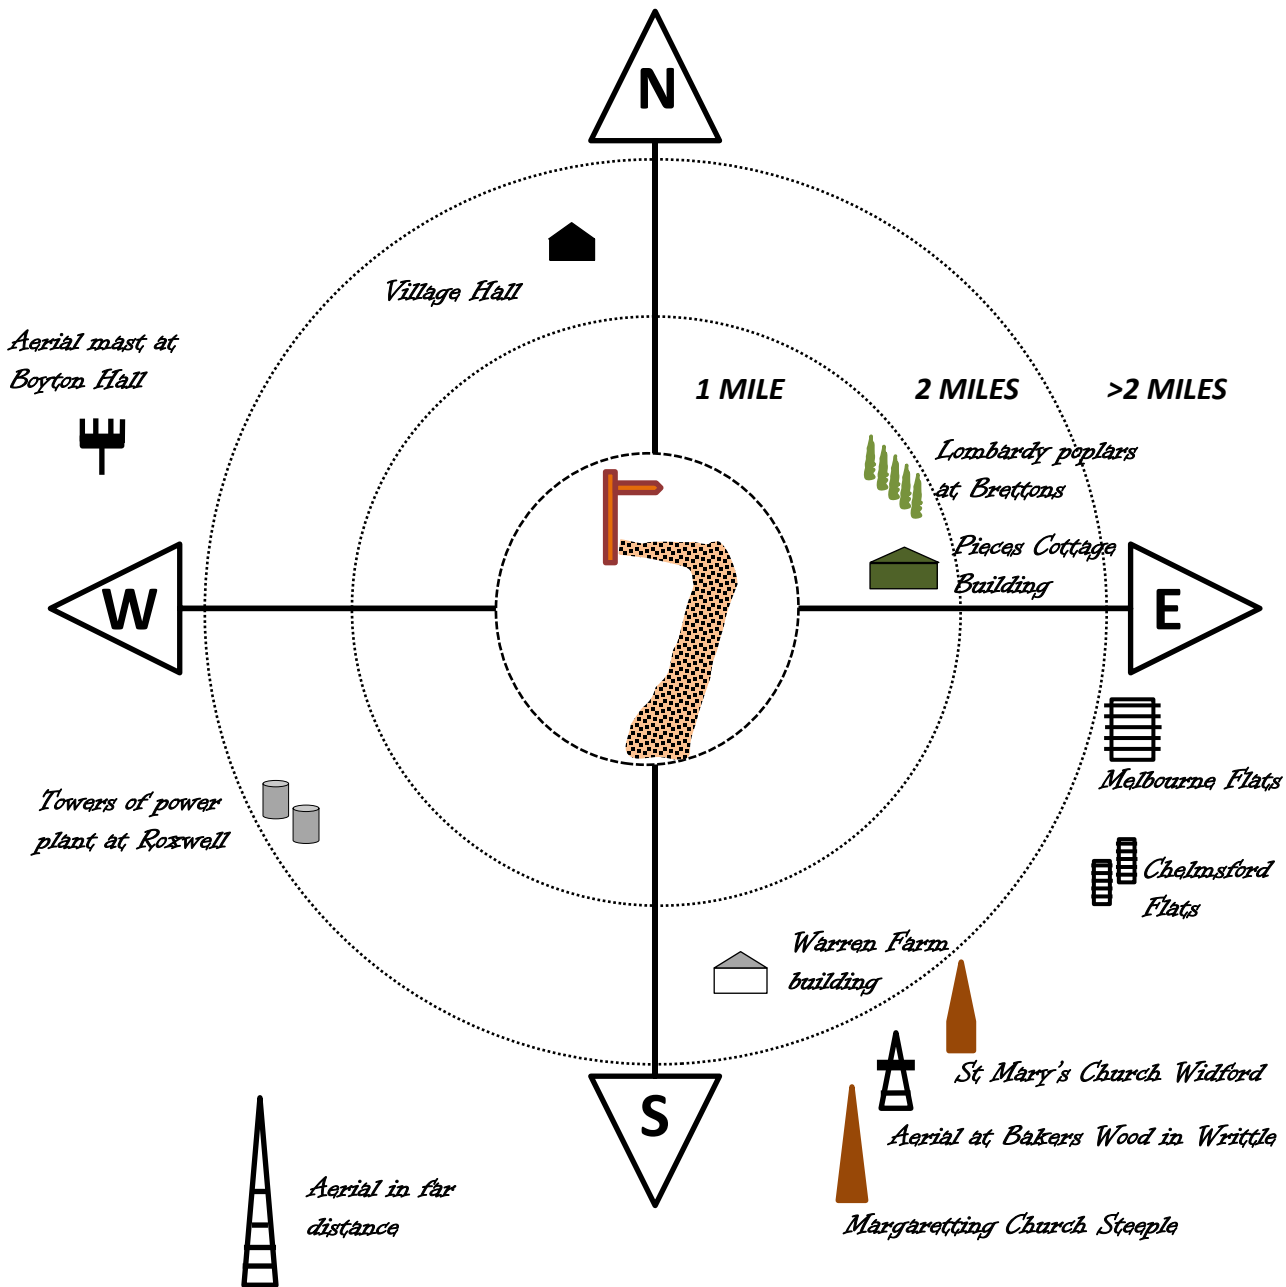 N
Village Hall
Aerial mast at
Boyton Hall
1 MILE
2 MILES
>2 MILES
Lombardy poplars
at Brettons
Pieces Cottage
Building
W
E
Melbourne Flats
Towers of power
plant at Roxwell
Chelmsford
Flats
Warren Farm
building
St Mary's Church Widford
S
Aerial at Bakers Wood in Writtle
Aerial in far
distance
Margaretting Church Steeple